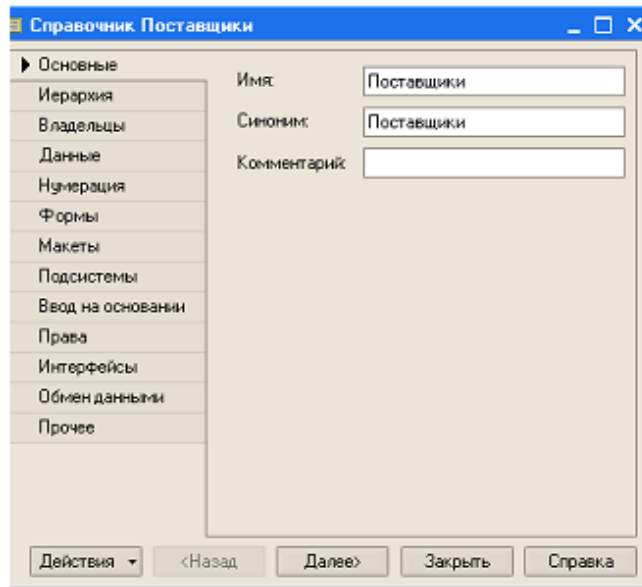 Справочник Поставщики
Основные
Иерархия
Владельцы
Данные
Нумерация
Формы
Макеты
Подсистемы
Ввод на основании
Права
Интерфейсы
Обмен данными
Прочее
Имя: Поставщики
Синоним: Поставщики
Комментарий:
Действия <Назад Далее> Закрыть Справка